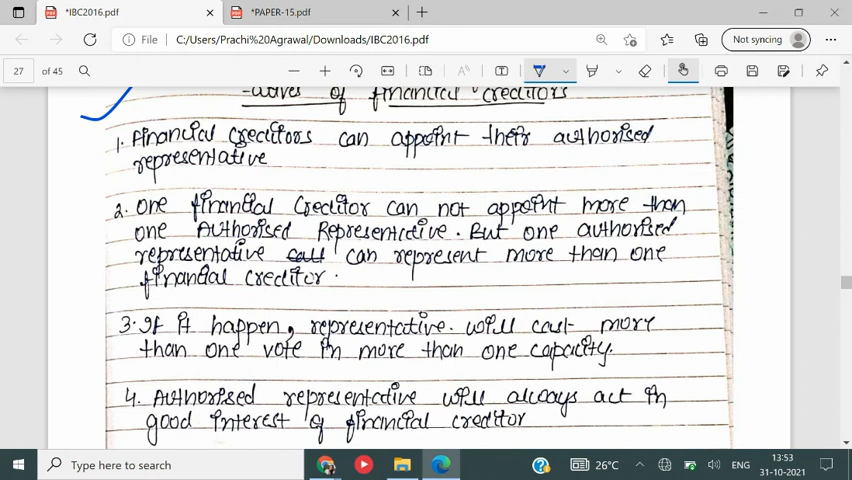 *IBC2016.pdf
*PAPER-15.pdf
File C:/Users/Prachi%20Agrawal/Downloads/IBC2016.pdf
Not syncing
27 of 45
-atives of financial creditors
1. Financial creditors can appoint their authorised
representative
2. One financial creditor can not appoint more than
one Authorised Representative. But one authorised
representative can represent more than one
financial creditor.
3. If it happen, representative. will cast more
than one vote in more than one capacity.
4. Authorised representative will always act in
good interest of financial creditor
Type here to search
26°C
ENG
13:53
31-10-2021